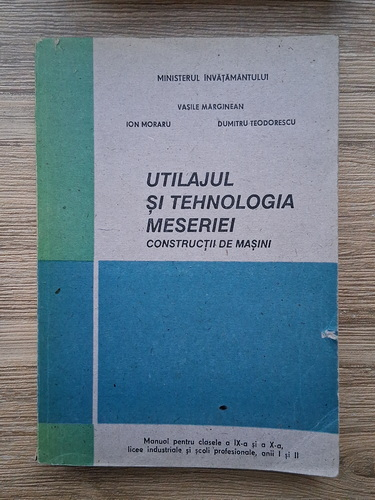 MINISTERUL ÎNVĂȚĂMÂNTULUI
VASILE MĂRGINEAN
ION MORARU DUMITRU TEODORESCU
UTILAJUL
ȘI TEHNOLOGIA
MESERIEI
CONSTRUCȚII DE MAȘINI
Manual pentru clasele a IX-a și a X-a,
licee industriale și școli profesionale, anii I și II